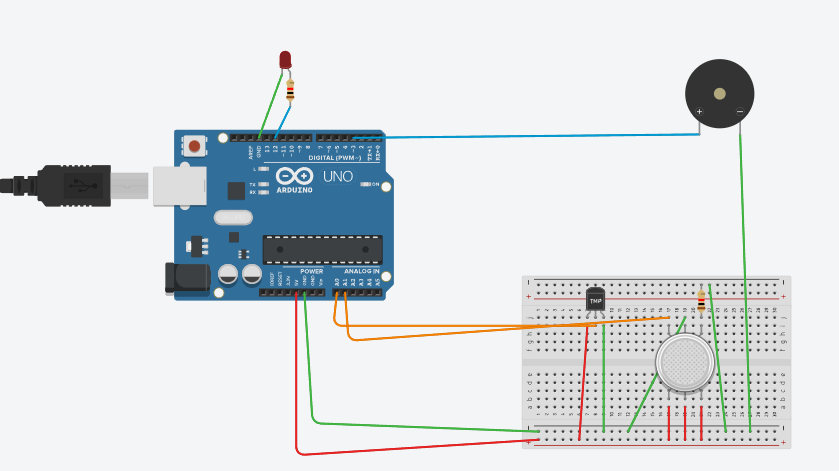 AREF
GND
13
12
~11
~10
~9
8
7
~6
~5
4
~3
2
TX→1
RX←0
DIGITAL (PWM~)
L
TX
RX
ARDUINO
UNO
ON
POWER
ANALOG IN
IOREF
RESET
3.3V
5V
GND
GND
Vin
A0
A1
A2
A3
A4
A5
TMP